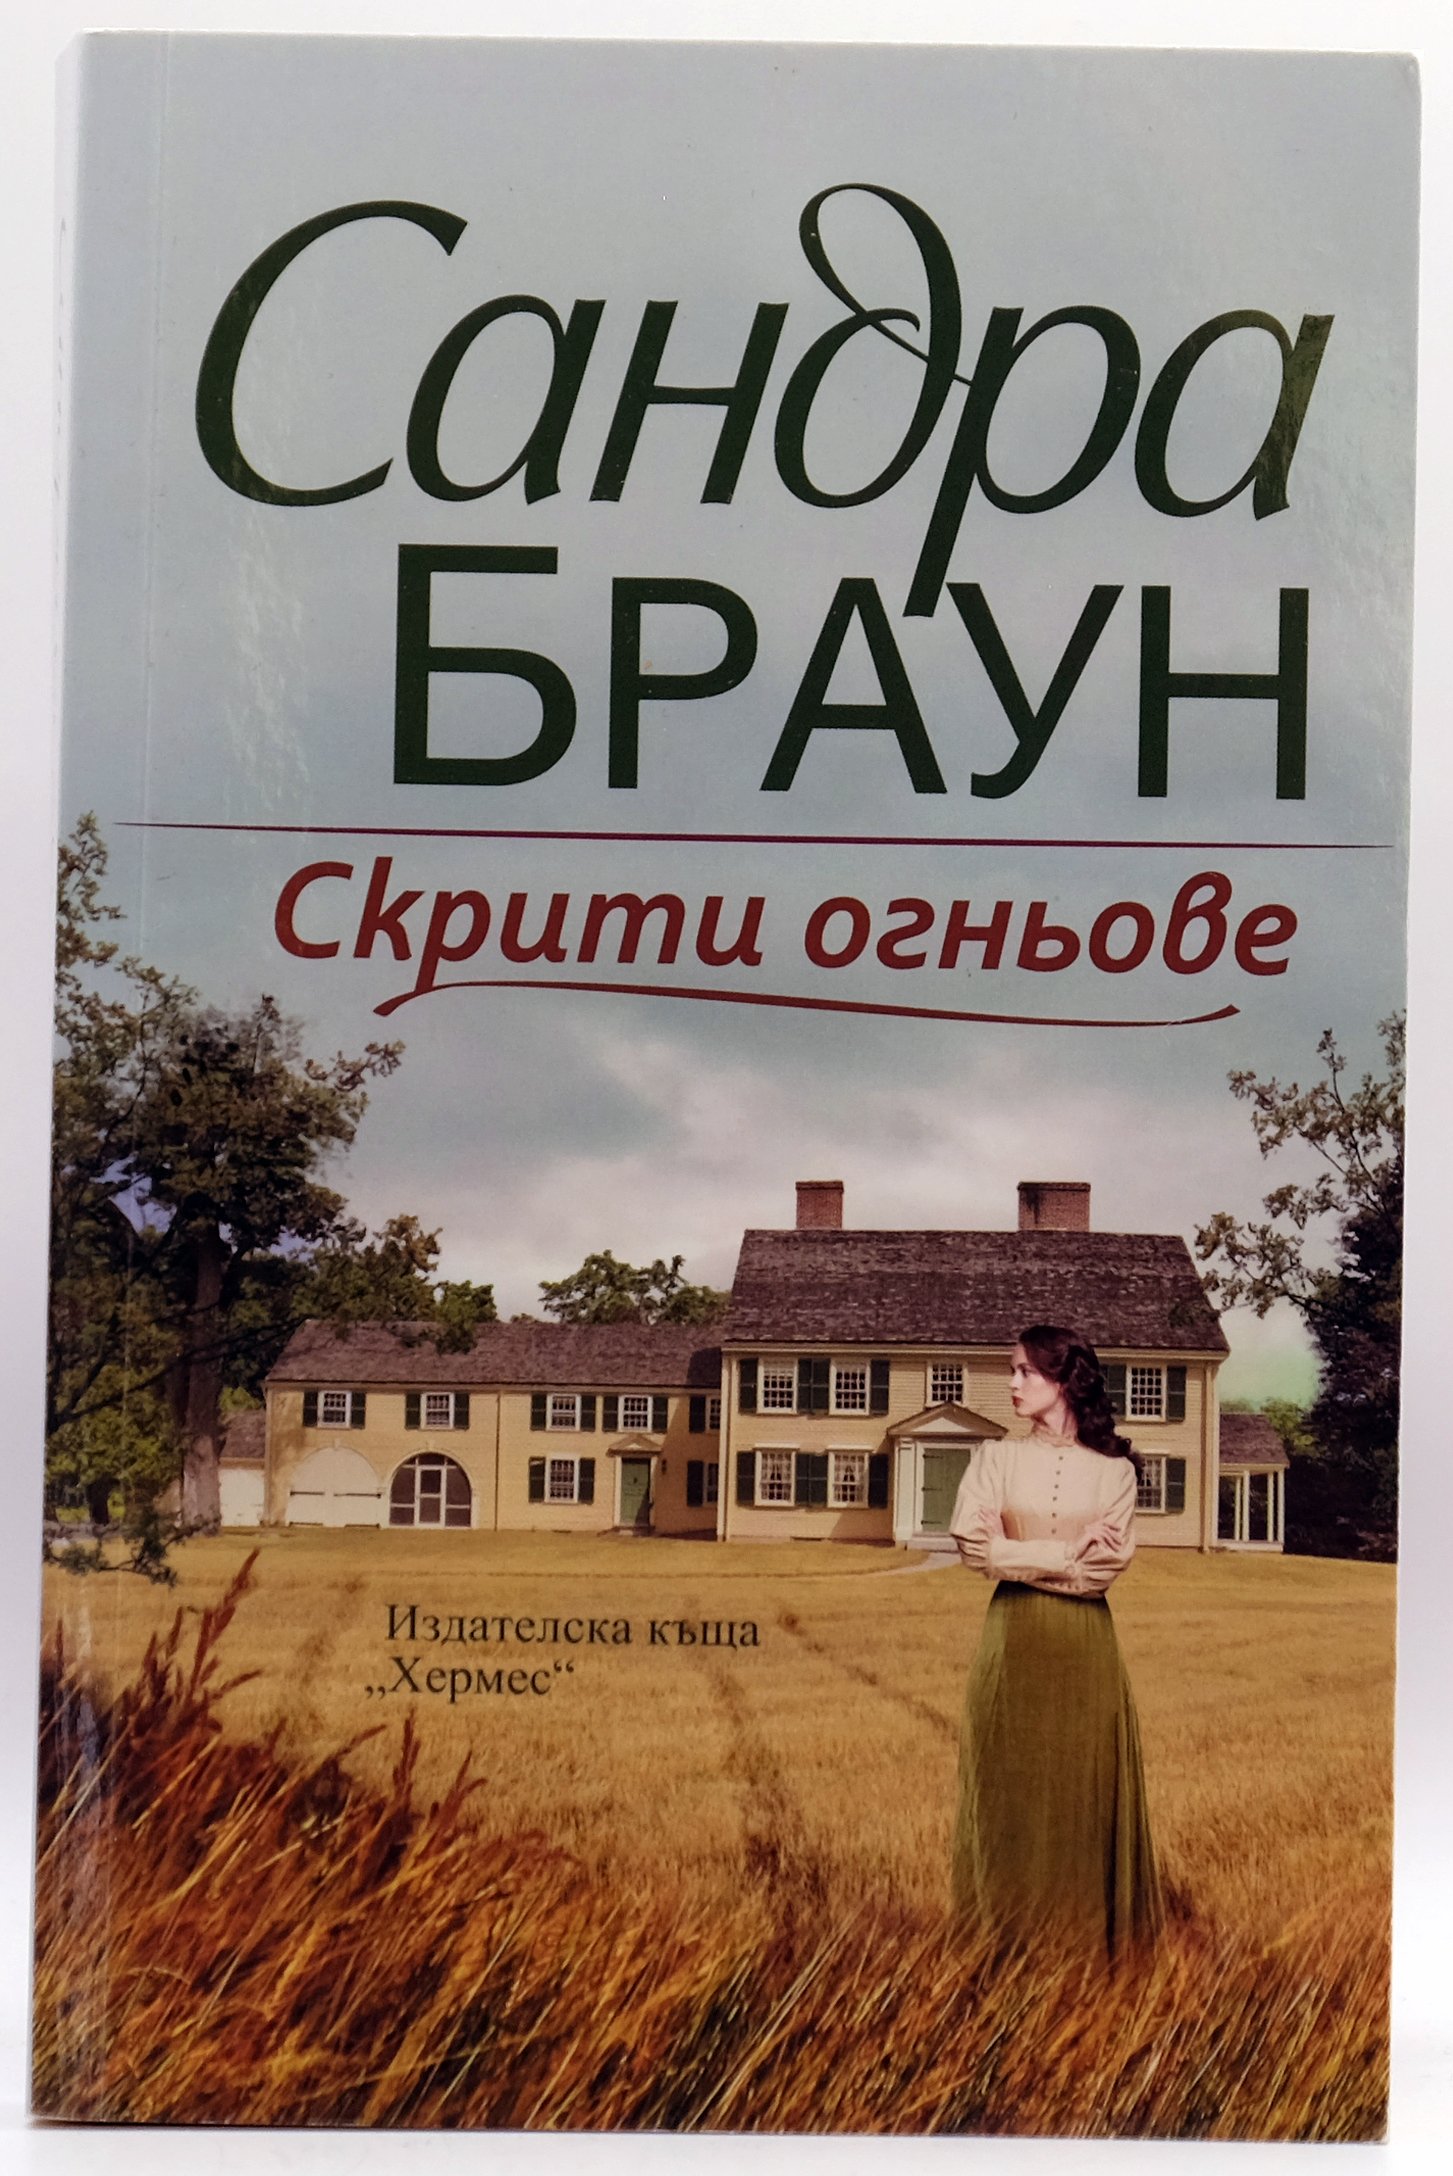 Сандра
БРАУН
Скрити огньове
Издателска къща
„Хермес“